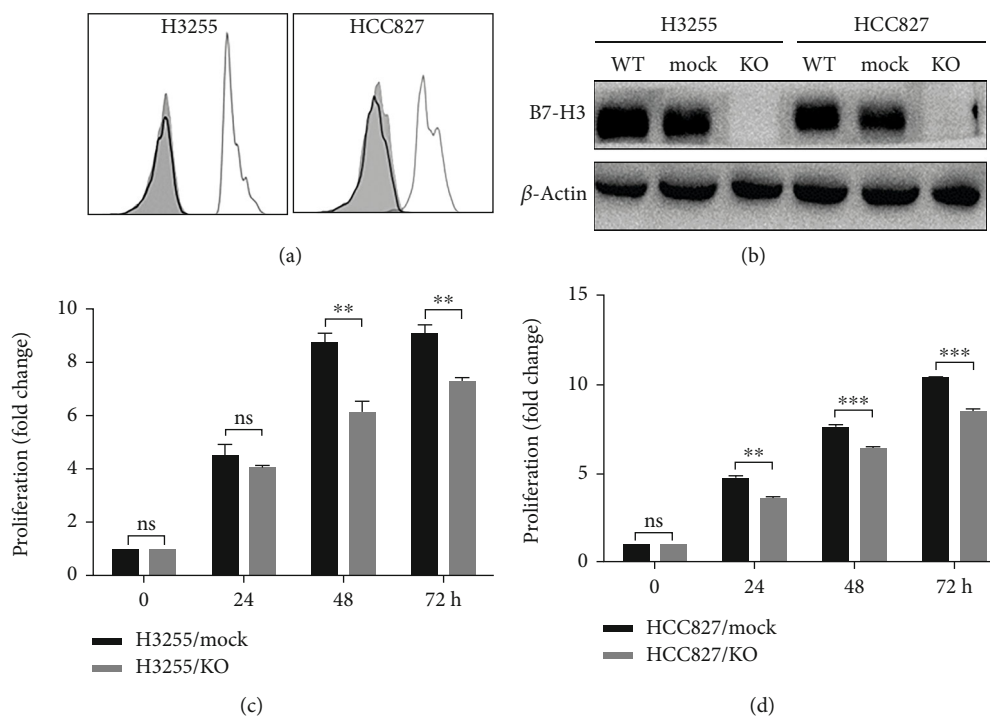 H3255
HCC827
(a)
H3255
HCC827
WT
mock
KO
WT
mock
KO
B7-H3
β-Actin
(b)
Proliferation (fold change)
10
8
6
4
2
0
ns
ns
**
**
0
24
48
72 h
H3255/mock
H3255/KO
(c)
Proliferation (fold change)
15
10
5
0
ns
**
***
***
0
24
48
72 h
HCC827/mock
HCC827/KO
(d)